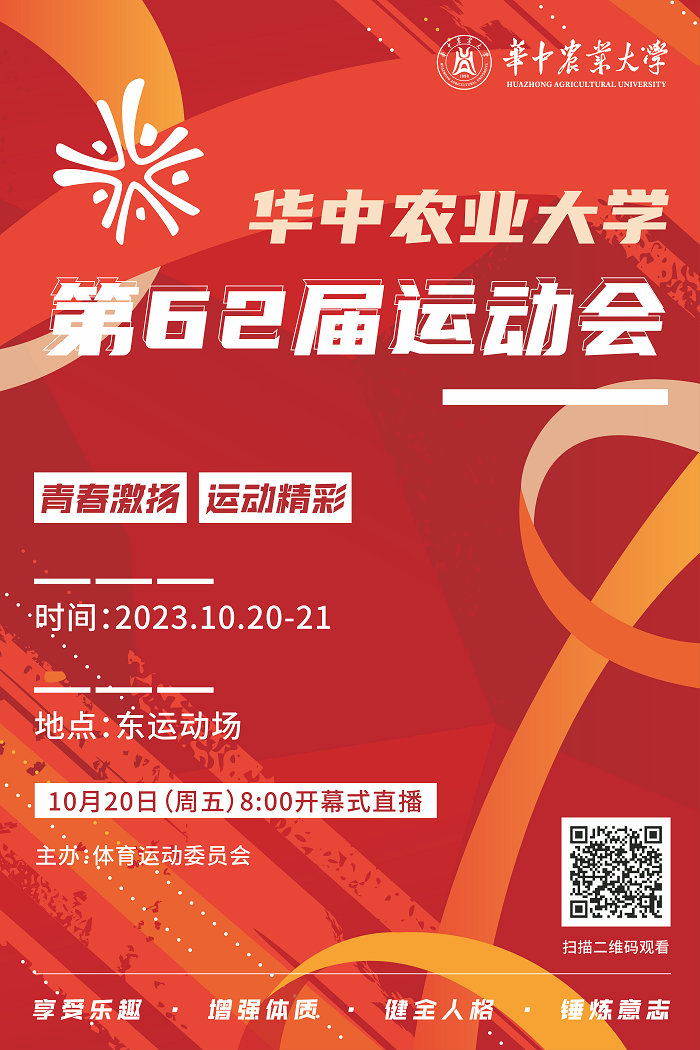 華中农业大学
HUAZHONG AGRICULTURAL UNIVERSITY
华中农业大学
第62届运动会
青春激扬 运动精彩
时间：2023.10.20-21
地点：东运动场
10月20日（周五）8:00开幕式直播
主办：体育运动委员会
扫描二维码观看
享受乐趣 · 增强体质 · 健全人格 · 锤炼意志